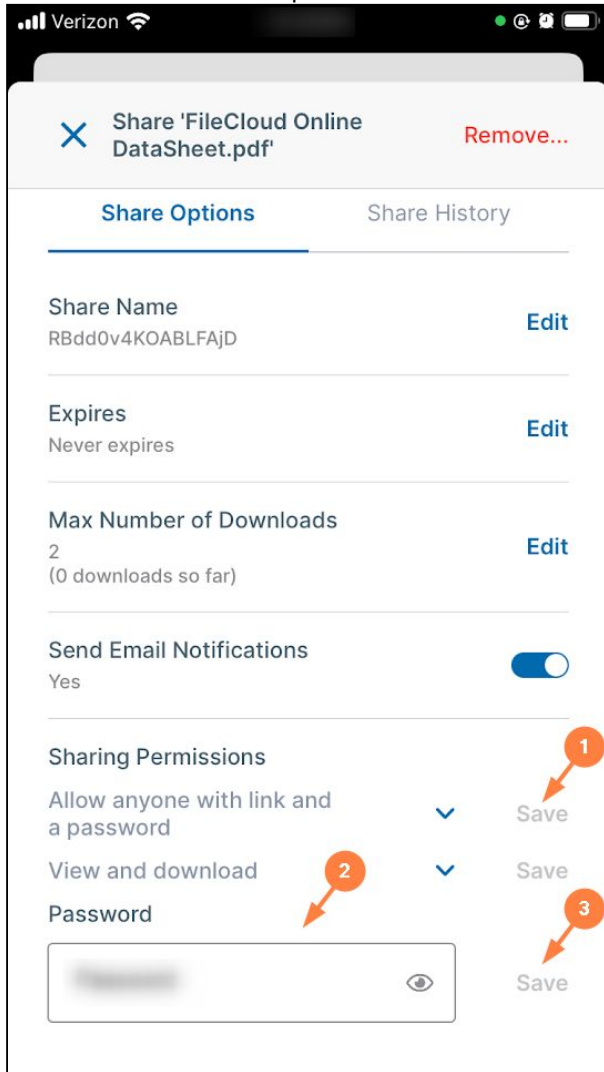 Verizon
Share 'FileCloud Online
DataSheet.pdf'
Remove...
Share Options
Share History
Share Name
RBdd0v4KOABLFAjD
Edit
Expires
Never expires
Edit
Max Number of Downloads
2
(0 downloads so far)
Edit
Send Email Notifications
Yes
Sharing Permissions
1
Allow anyone with link and
a password
Save
View and download
2
Save
Password
3
Save